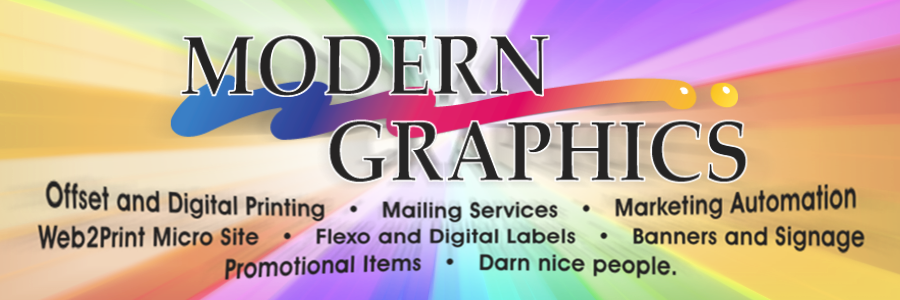 MODERN
GRAPHICS
Offset and Digital Printing • Mailing Services • Marketing Automation
Web2Print Micro Site • Flexo and Digital Labels • Banners and Signage
Promotional Items • Darn nice people.